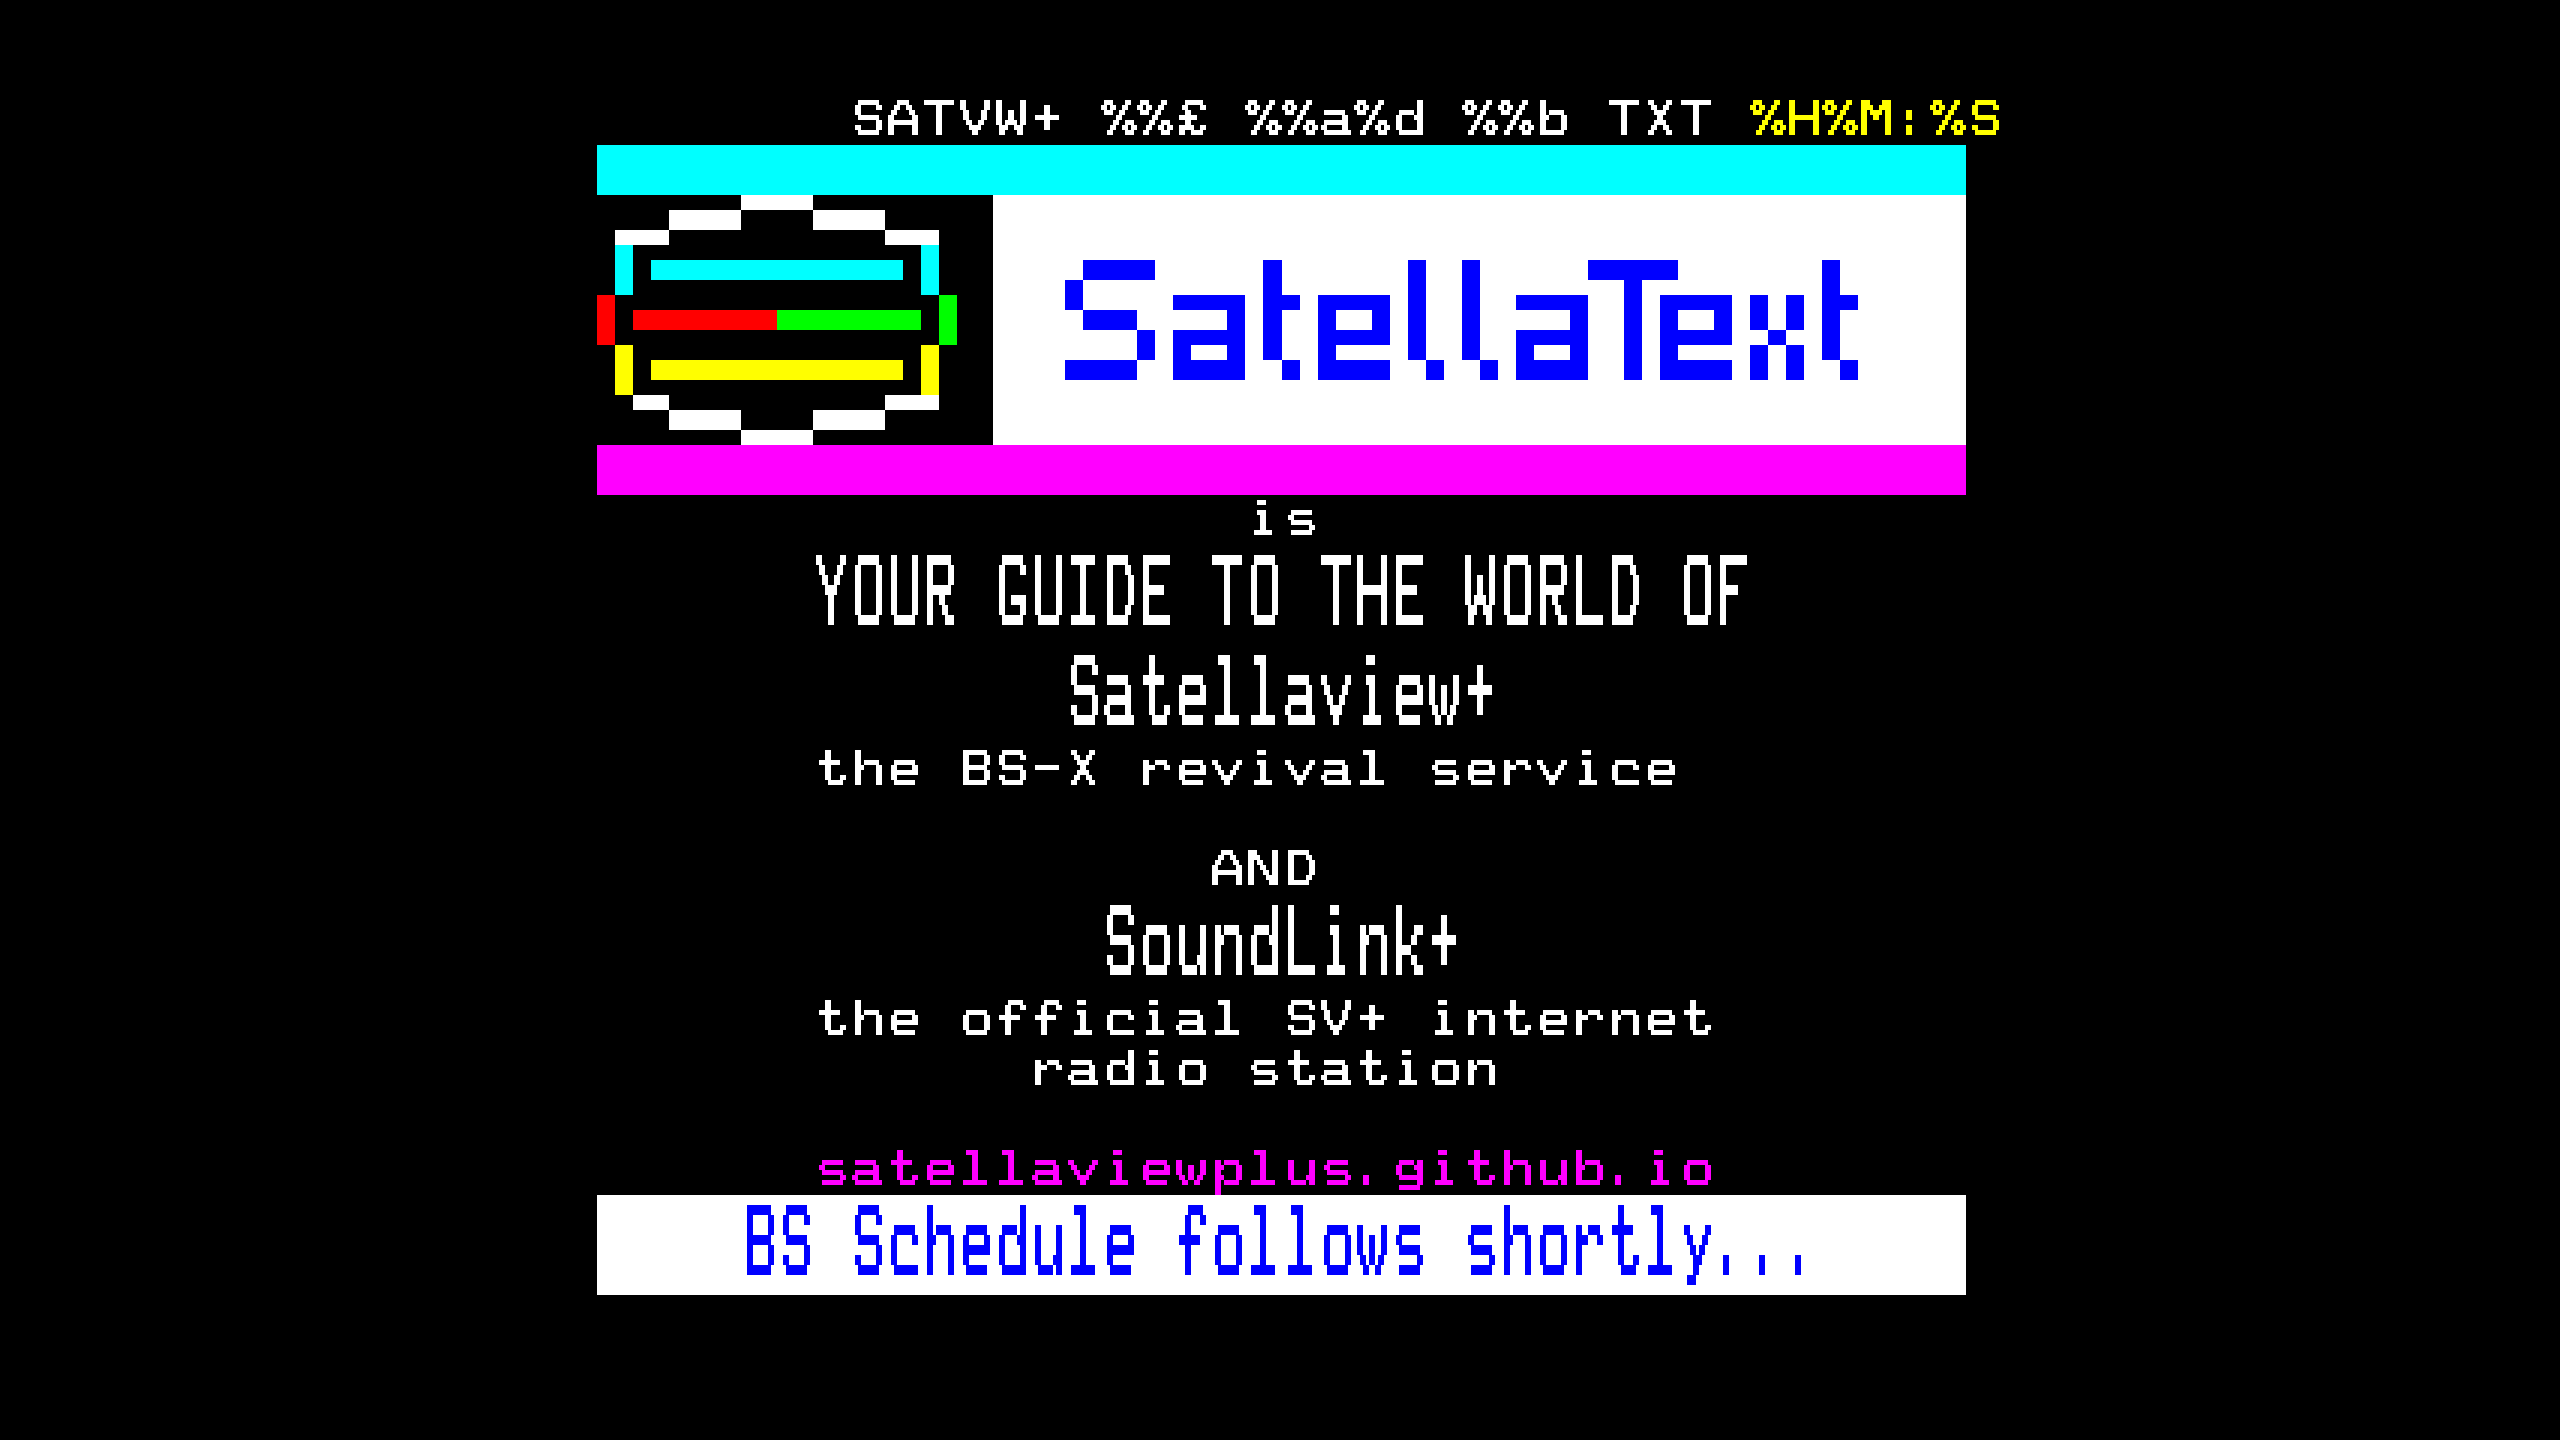 SATVW+ %%£ %%a%d %%b TXT %H%M:%S
SatellaText
is
YOUR GUIDE TO THE WORLD OF
Satellaview+
the BS-X revival service
AND
SoundLink+
the official SV+ internet
radio station
satellaviewplus.github.io
BS Schedule follows shortly...